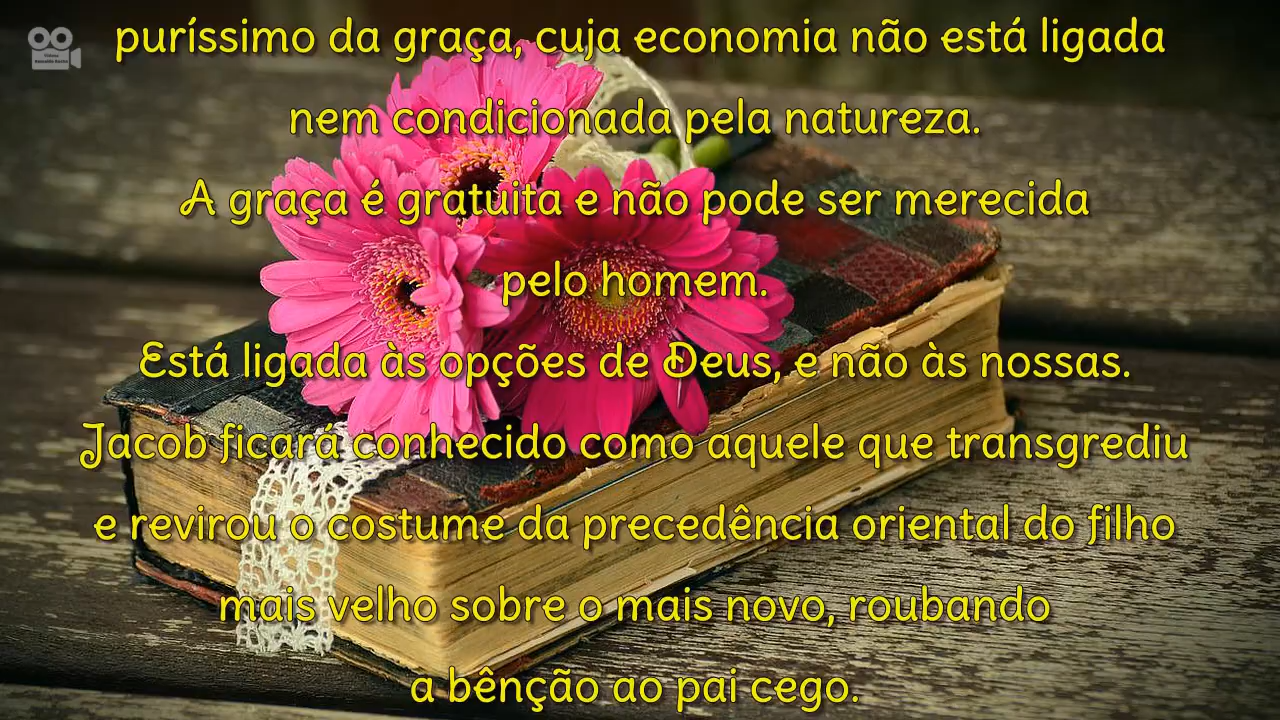 puríssimo da graça, cuja economia não está ligada
nem condicionada pela natureza.
A graça é gratuita e não pode ser merecida
pelo homem.
Está ligada às opções de Deus, e não às nossas.
Jacob ficará conhecido como aquele que transgrediu
e revirou o costume da precedência oriental do filho
mais velho sobre o mais novo, roubando
a bênção ao pai cego.